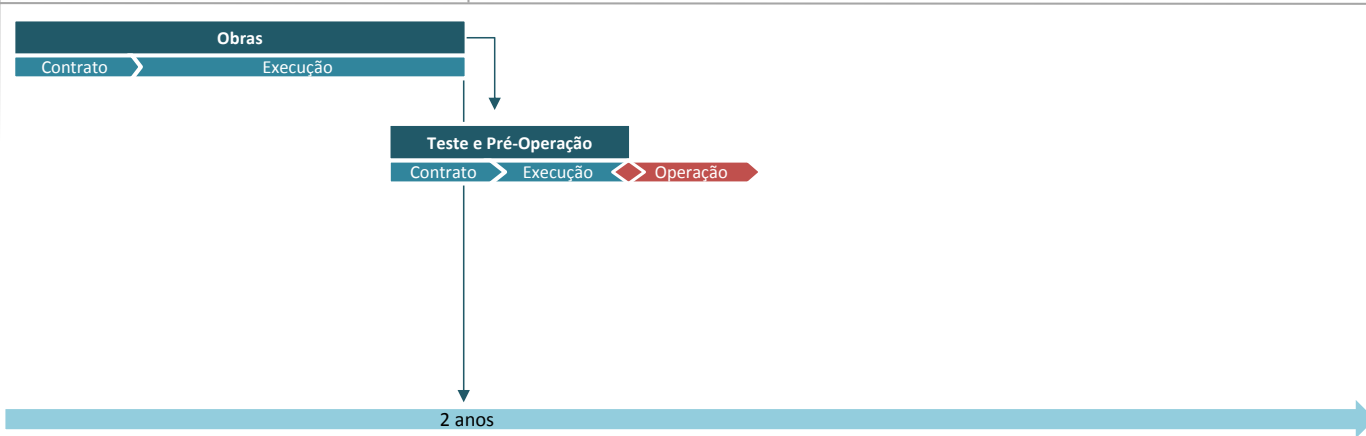 Obras
Contrato Execução
Teste e Pré-Operação
Contrato Execução Operação
2 anos